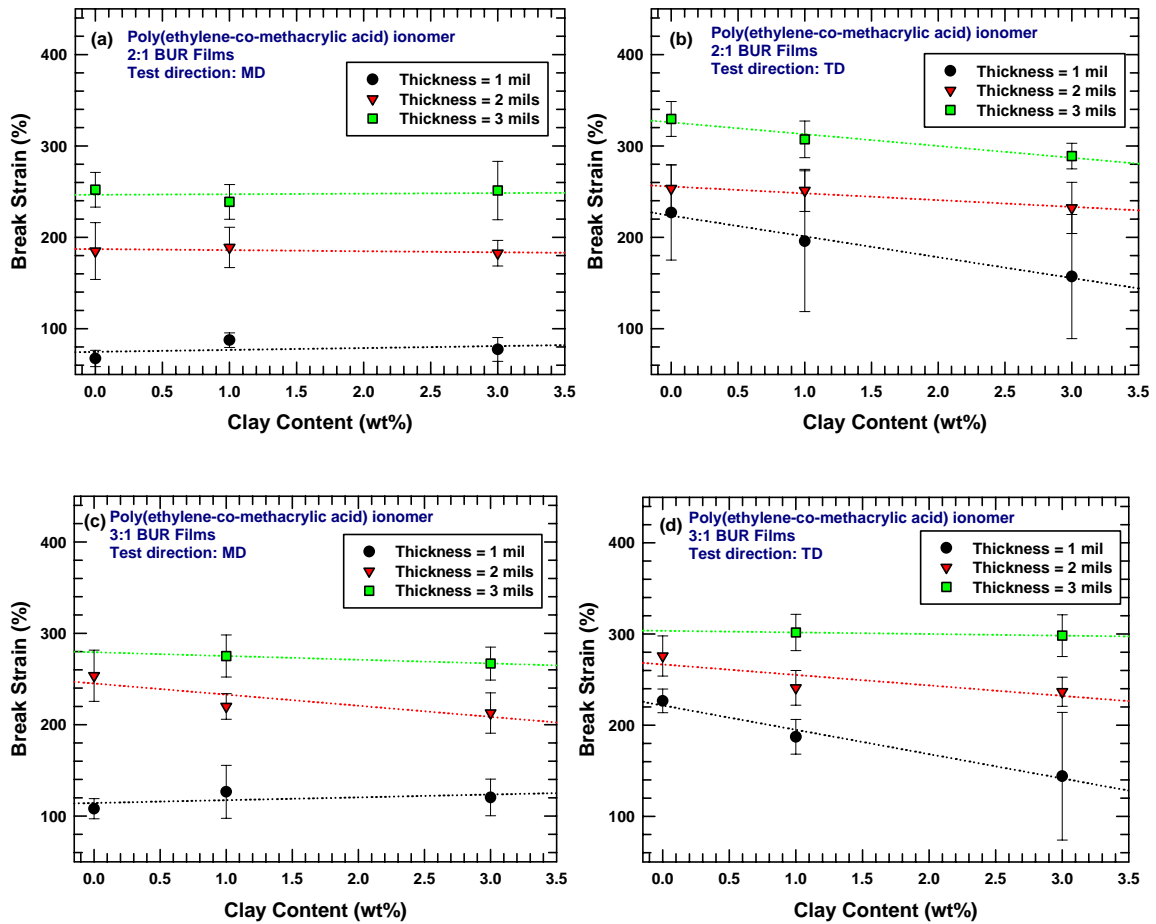 (a)
Poly(ethylene-co-methacrylic acid) ionomer
2:1 BUR Films
Test direction: MD
Thickness = 1 mil
Thickness = 2 mils
Thickness = 3 mils
Break Strain (%)
400
300
200
100
0.0 0.5 1.0 1.5 2.0 2.5 3.0 3.5
Clay Content (wt%)
(b)
Poly(ethylene-co-methacrylic acid) ionomer
2:1 BUR Films
Test direction: TD
Thickness = 1 mil
Thickness = 2 mils
Thickness = 3 mils
Break Strain (%)
400
300
200
100
0.0 0.5 1.0 1.5 2.0 2.5 3.0 3.5
Clay Content (wt%)
(c)
Poly(ethylene-co-methacrylic acid) ionomer
3:1 BUR Films
Test direction: MD
Thickness = 1 mil
Thickness = 2 mils
Thickness = 3 mils
Break Strain (%)
400
300
200
100
0.0 0.5 1.0 1.5 2.0 2.5 3.0 3.5
Clay Content (wt%)
(d)
Poly(ethylene-co-methacrylic acid) ionomer
3:1 BUR Films
Test direction: TD
Thickness = 1 mil
Thickness = 2 mils
Thickness = 3 mils
Break Strain (%)
400
300
200
100
0.0 0.5 1.0 1.5 2.0 2.5 3.0 3.5
Clay Content (wt%)